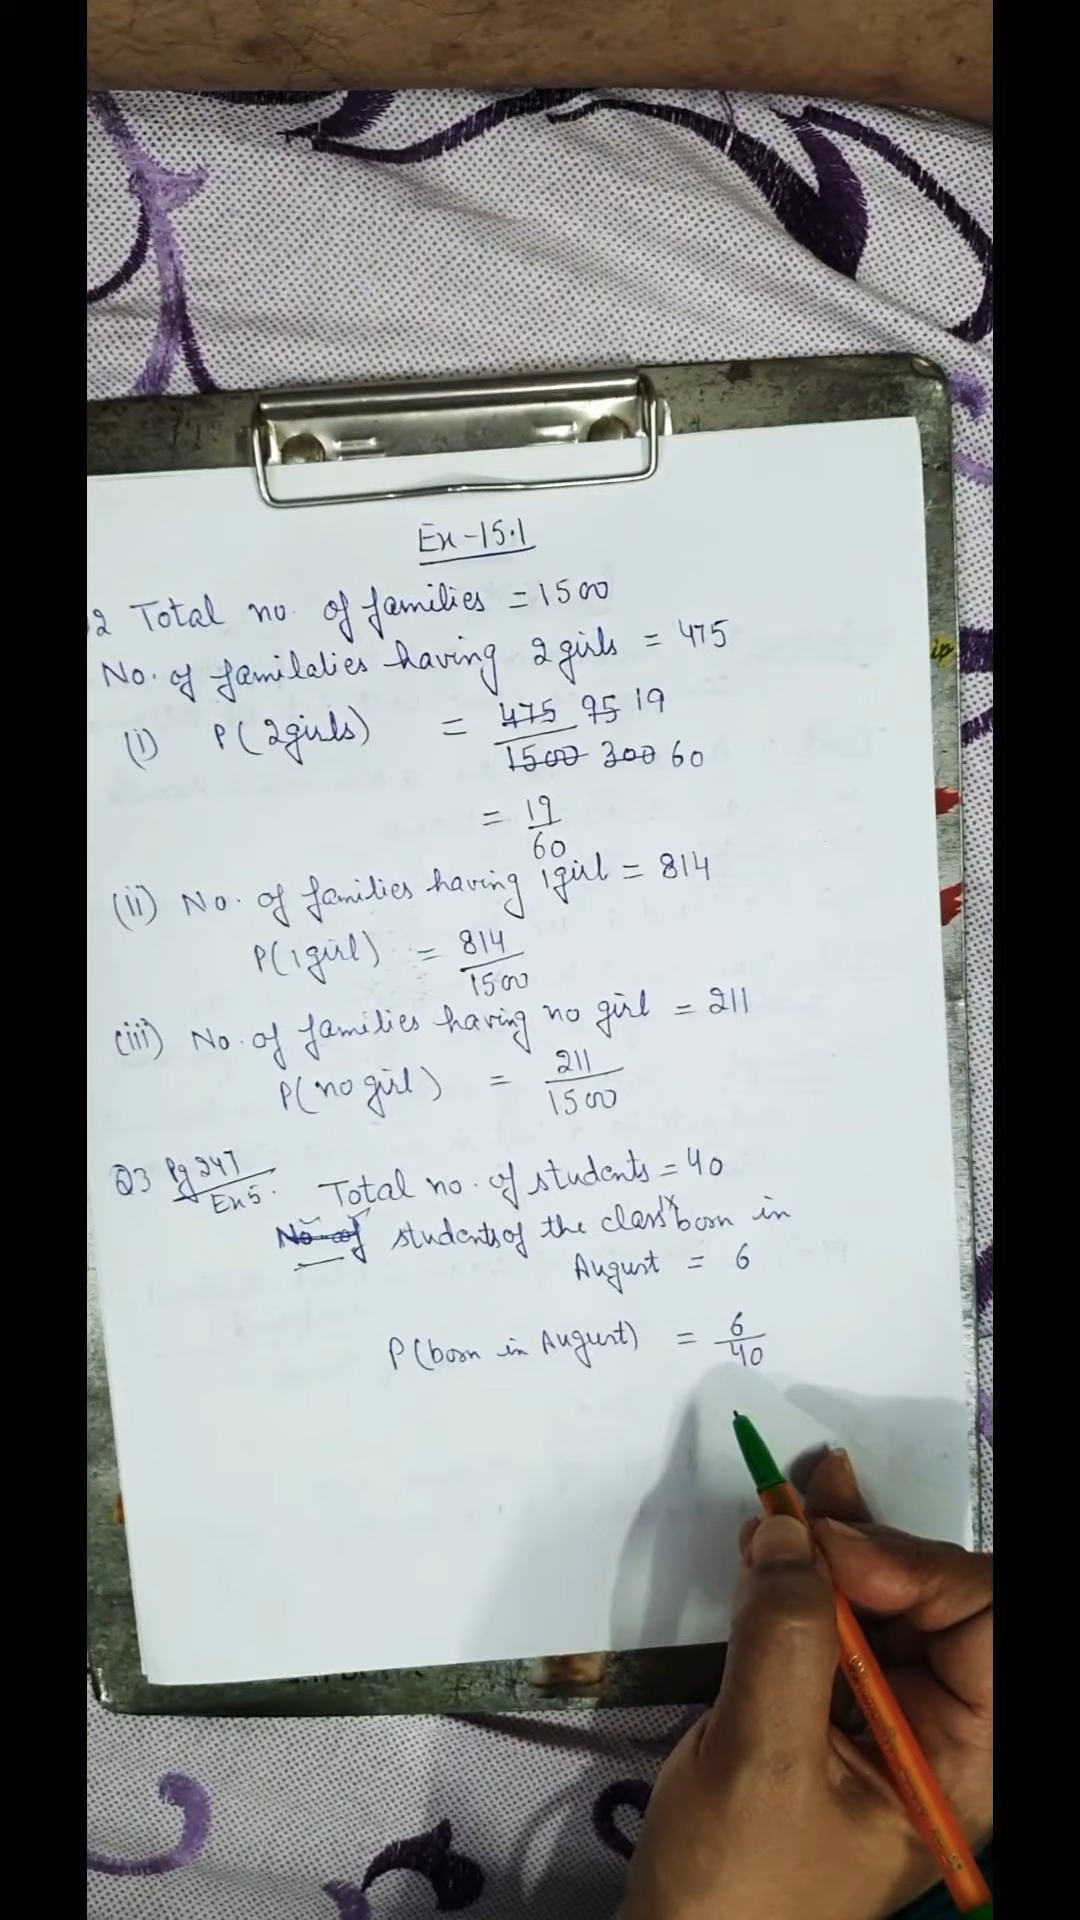 Ex-15.1
2 Total no. of families = 1500
No. of familalies having 2 girls = 475
(i) P(2girls) = 475 95 19
1500 300 60
= 19
60
(ii) No. of families having 1girl = 814
P(1girl) = 814
1500
(iii) No. of families having no girl = 211
P(no girl) = 211
1500
Q3 Pg 247
Ex5. Total no. of students = 40
No. of students of the class IX born in
August = 6
P(born in August) = 6
40